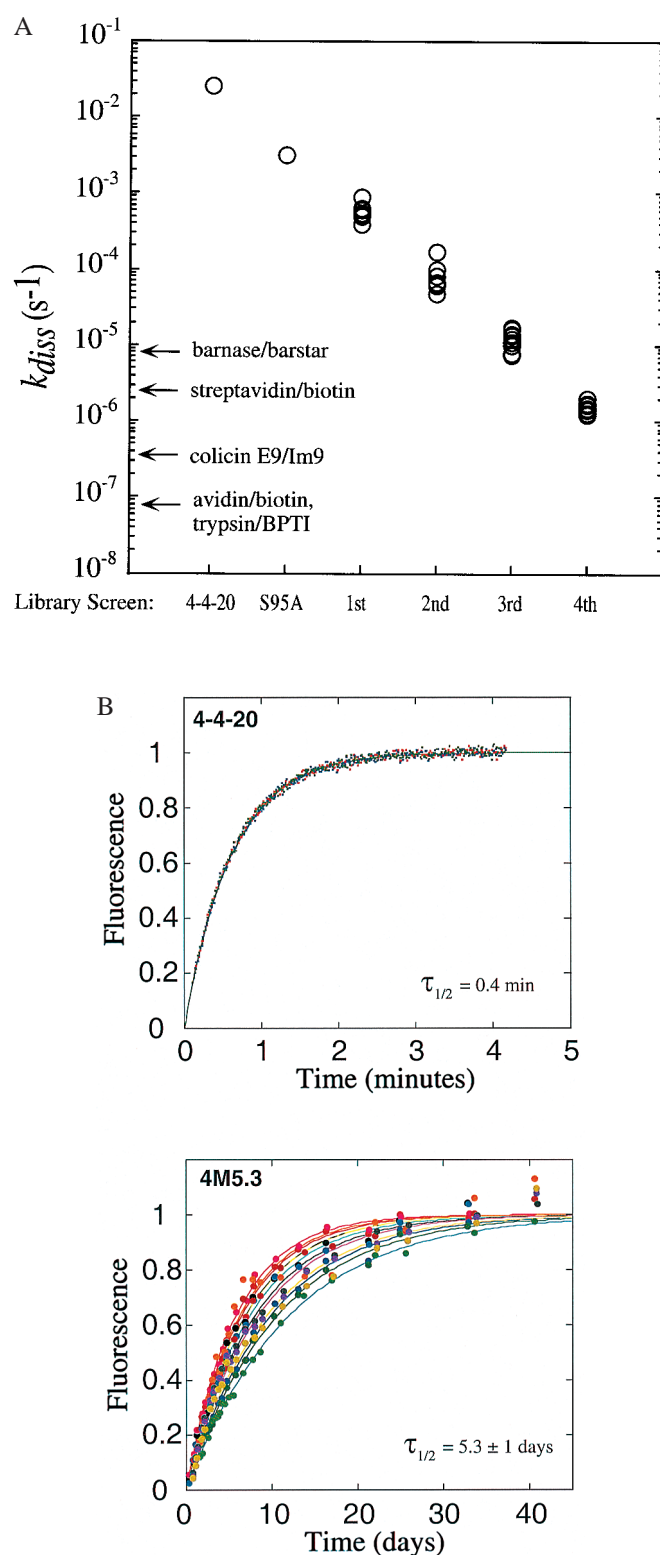 A
10-1
10-2
10-3
10-4
10-5
10-6
10-7
10-8
kdiss (s-1)
barnase/barstar
streptavidin/biotin
colicin E9/Im9
avidin/biotin,
trypsin/BPTI
Library Screen: 4-4-20 S95A 1st 2nd 3rd 4th
B
4-4-20
Fluorescence
1
0.8
0.6
0.4
0.2
0
τ1/2 = 0.4 min
0 1 2 3 4 5
Time (minutes)
4M5.3
Fluorescence
1
0.8
0.6
0.4
0.2
0
τ1/2 = 5.3 ± 1 days
0 10 20 30 40
Time (days)